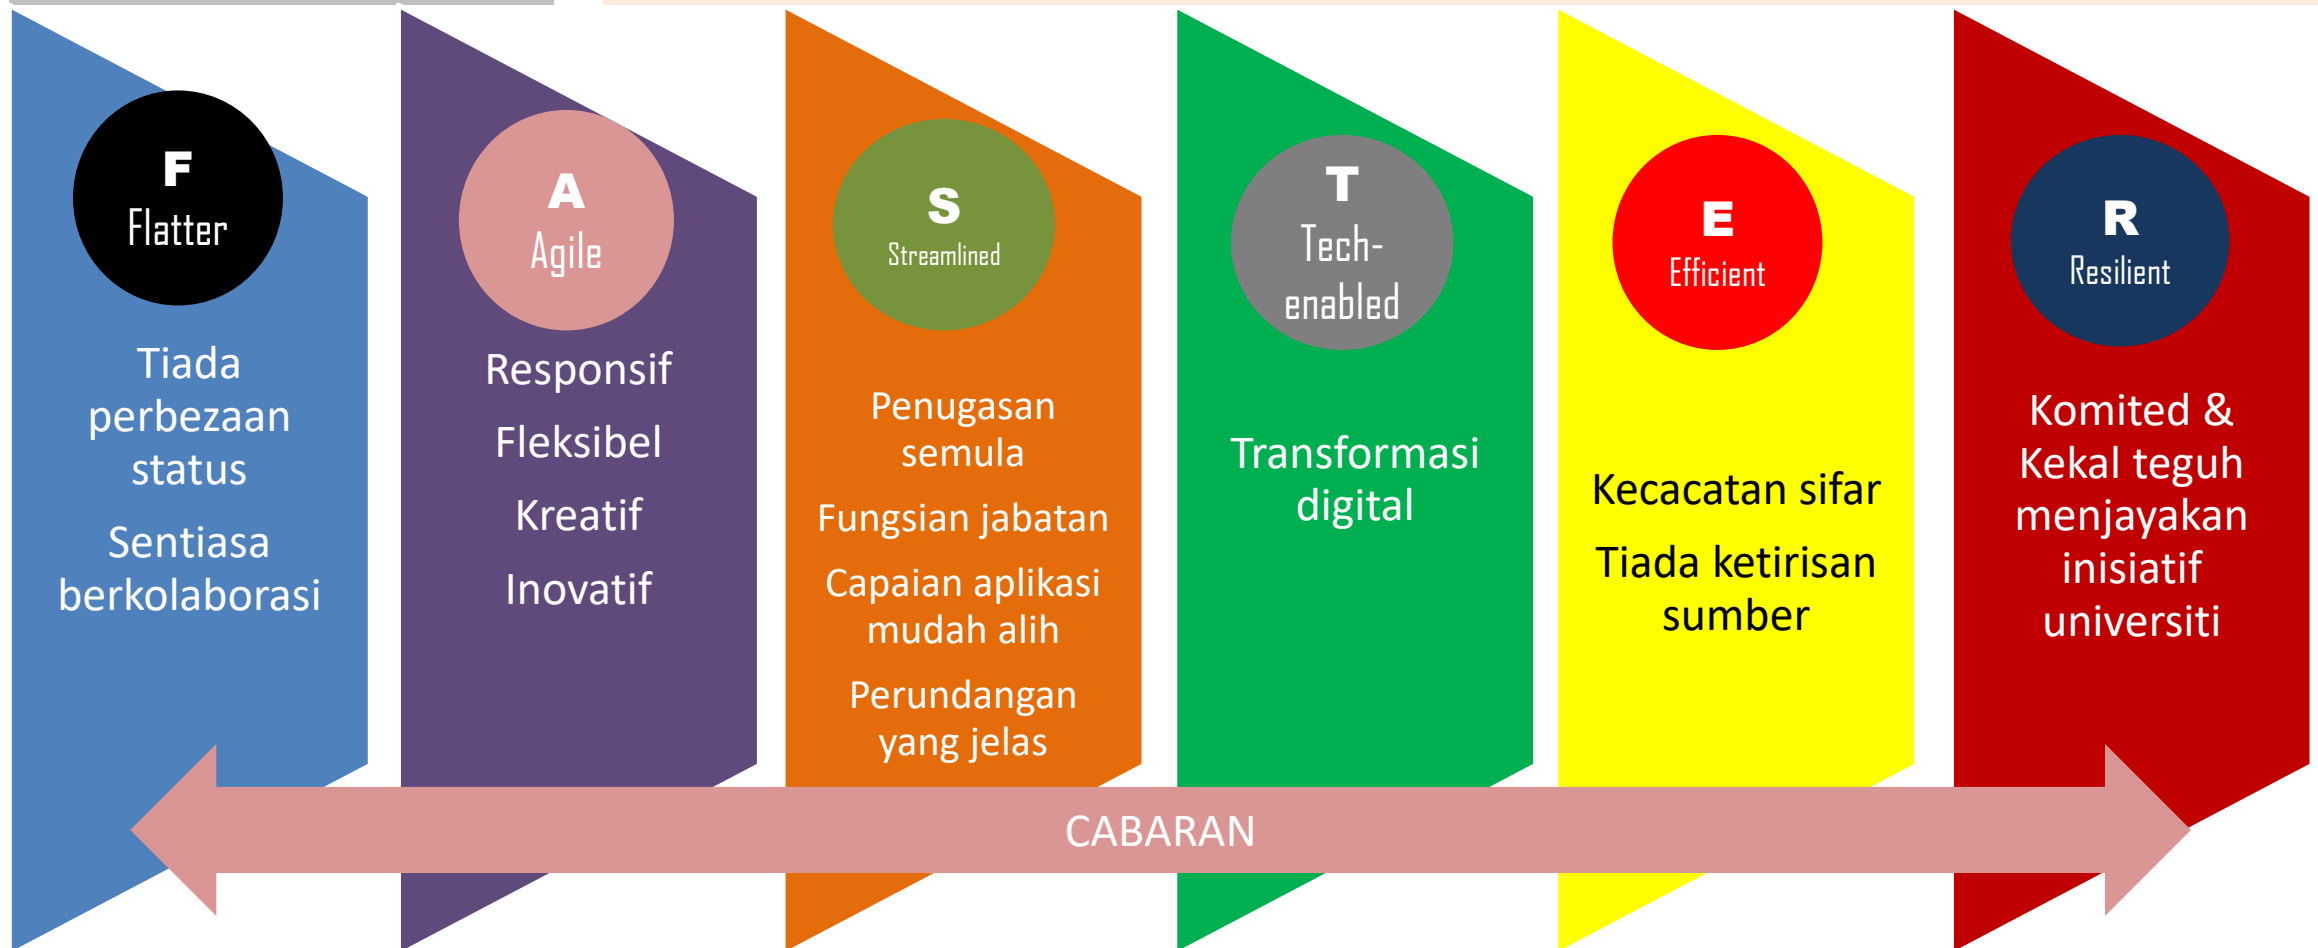 F
Flatter
Tiada
perbezaan
status
Sentiasa
berkolaborasi
A
Agile
Responsif
Fleksibel
Kreatif
Inovatif
S
Streamlined
Penugasan
semula
Fungsian jabatan
Capaian aplikasi
mudah alih
Perundangan
yang jelas
T
Tech-
enabled
Transformasi
digital
E
Efficient
Kecacatan sifar
Tiada ketirisan
sumber
R
Resilient
Komited &
Kekal teguh
menjayakan
inisiatif
universiti
CABARAN